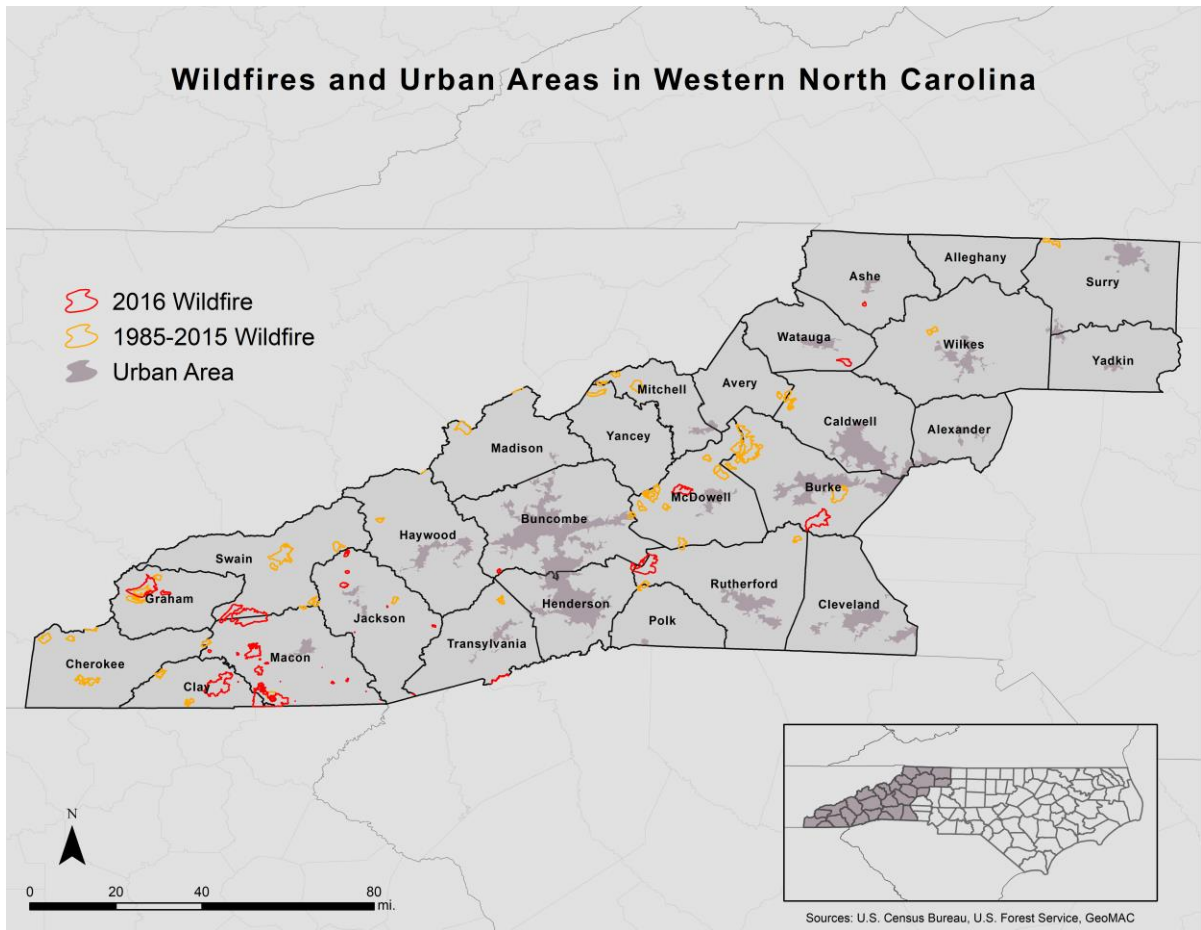 Wildfires and Urban Areas in Western North Carolina
2016 Wildfire
1985-2015 Wildfire
Urban Area
Ashe
Alleghany
Surry
Watauga
Wilkes
Yadkin
Mitchell
Avery
Caldwell
Alexander
Madison
Yancey
McDowell
Burke
Buncombe
Haywood
Swain
Graham
Henderson
Rutherford
Cleveland
Jackson
Polk
Transylvania
Macon
Cherokee
Clay
N
0 20 40 80
mi.
Sources: U.S. Census Bureau, U.S. Forest Service, GeoMAC